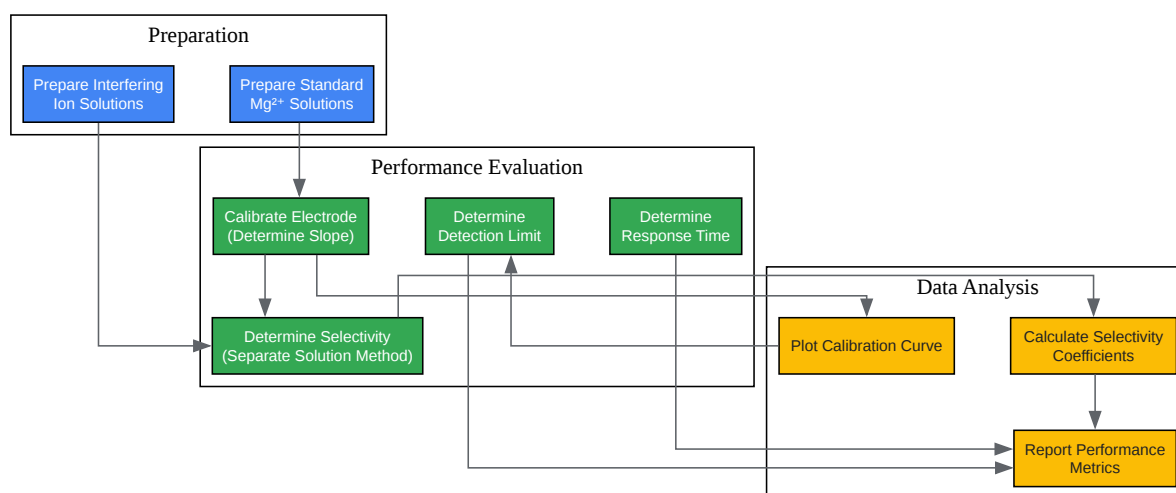 Preparation
Prepare Interfering
Ion Solutions
Prepare Standard
Mg²⁺ Solutions
Performance Evaluation
Calibrate Electrode
(Determine Slope)
Determine
Detection Limit
Determine
Response Time
Determine Selectivity
(Separate Solution Method)
Data Analysis
Plot Calibration Curve
Calculate Selectivity
Coefficients
Report Performance
Metrics